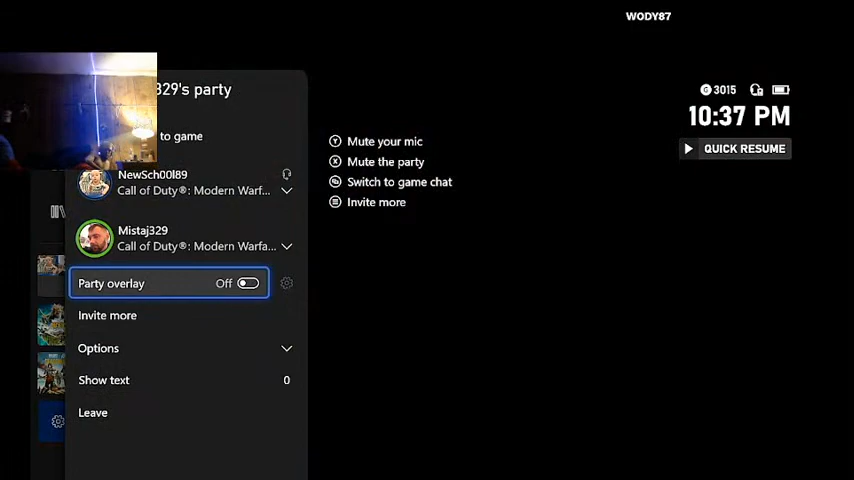 WODY87
329's party
3015
10:37 PM
QUICK RESUME
to game
Mute your mic
Mute the party
Switch to game chat
Invite more
NewSch00l89
Call of Duty®: Modern Warf...
Mistaj329
Call of Duty®: Modern Warfa...
Party overlay Off
Invite more
Options
Show text 0
Leave